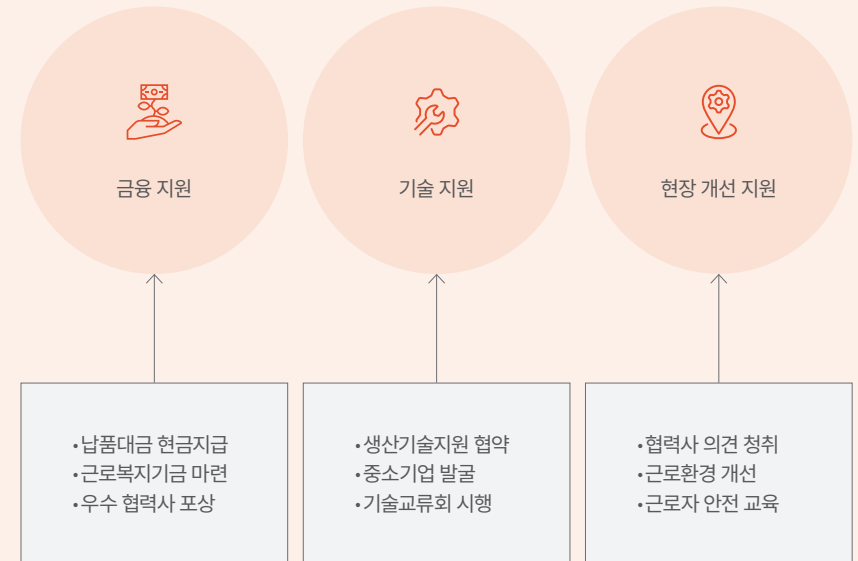 금융 지원
기술 지원
현장 개선 지원
•납품대금 현금지급
•근로복지기금 마련
•우수 협력사 포상
•생산기술지원 협약
•중소기업 발굴
•기술교류회 시행
•협력사 의견 청취
•근로환경 개선
•근로자 안전 교육